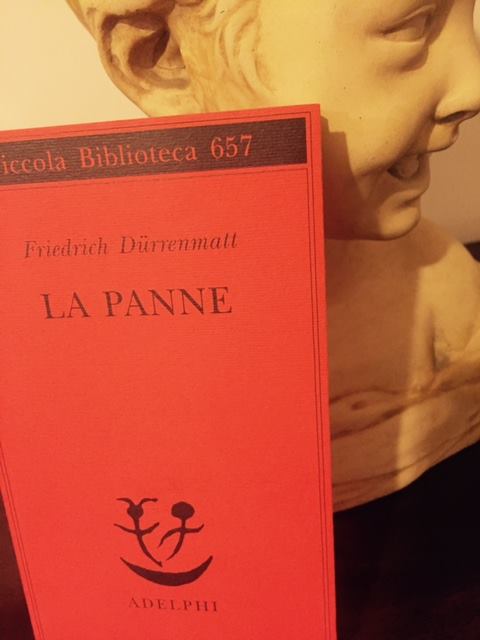 iccola Biblioteca 657
Friedrich Dürrenmatt
LA PANNE
ADELPHI